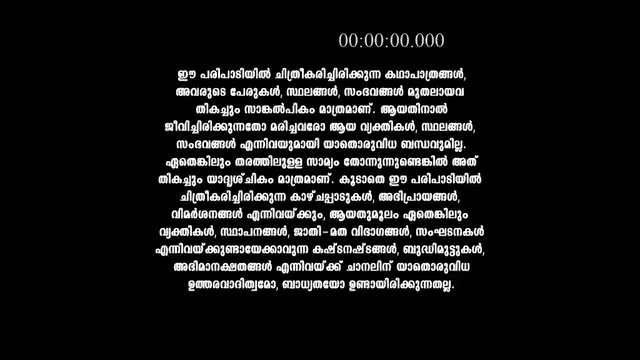 00:00:00.000
ഈ പരിപാടിയിൽ ചിത്രീകരിച്ചിരിക്കുന്ന കഥാപാത്രങ്ങൾ,
അവരുടെ പേരുകൾ, സ്ഥലങ്ങൾ, സംഭവങ്ങൾ മുതലായവ
തികച്ചും സാങ്കൽപികം മാത്രമാണ്. ആയതിനാൽ
ജീവിച്ചിരിക്കുന്നതോ മരിച്ചവരോ ആയ വ്യക്തികൾ, സ്ഥലങ്ങൾ,
സംഭവങ്ങൾ എന്നിവയുമായി യാതൊരുവിധ ബന്ധവുമില്ല.
ഏതെങ്കിലും തരത്തിലുള്ള സാമ്യം തോന്നുന്നുണ്ടെങ്കിൽ അത്
തികച്ചും യാദൃശ്ചികം മാത്രമാണ്. കൂടാതെ ഈ പരിപാടിയിൽ
ചിത്രീകരിച്ചിരിക്കുന്ന കാഴ്ചപ്പാടുകൾ, അഭിപ്രായങ്ങൾ,
വിമർശനങ്ങൾ എന്നിവയ്ക്കും, ആയതുമൂലം ഏതെങ്കിലും
വ്യക്തികൾ, സ്ഥാപനങ്ങൾ, ജാതി-മത വിഭാഗങ്ങൾ, സംഘടനകൾ
എന്നിവയ്ക്കുണ്ടായേക്കാവുന്ന കഷ്ടനഷ്ടങ്ങൾ, ബുദ്ധിമുട്ടുകൾ,
അഭിമാനക്ഷതങ്ങൾ എന്നിവയ്ക്ക് ചാനലിന് യാതൊരുവിധ
ഉത്തരവാദിത്വമോ, ബാധ്യതയോ ഉണ്ടായിരിക്കുന്നതല്ല.